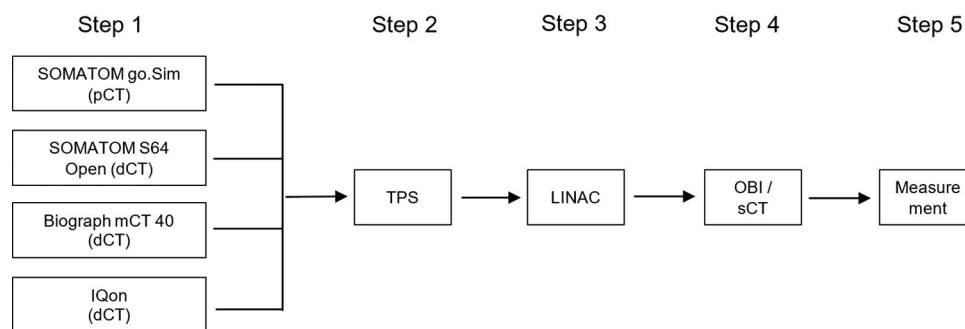 Step 1
Step 2
Step 3
Step 4
Step 5
SOMATOM go.Sim
(pCT)
SOMATOM S64
Open (dCT)
Biograph mCT 40
(dCT)
IQon
(dCT)
TPS
LINAC
OBI /
sCT
Measure
ment